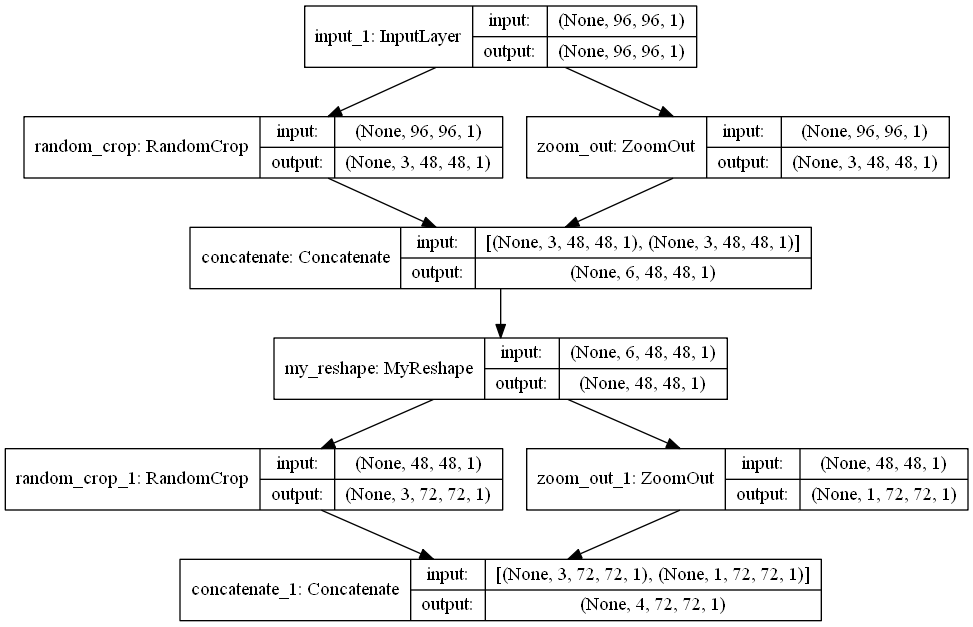 input_1: InputLayer
input: (None, 96, 96, 1)
output: (None, 96, 96, 1)
random_crop: RandomCrop
input: (None, 96, 96, 1)
output: (None, 3, 48, 48, 1)
zoom_out: ZoomOut
input: (None, 96, 96, 1)
output: (None, 3, 48, 48, 1)
concatenate: Concatenate
input: [(None, 3, 48, 48, 1), (None, 3, 48, 48, 1)]
output: (None, 6, 48, 48, 1)
my_reshape: MyReshape
input: (None, 6, 48, 48, 1)
output: (None, 48, 48, 1)
random_crop_1: RandomCrop
input: (None, 48, 48, 1)
output: (None, 3, 72, 72, 1)
zoom_out_1: ZoomOut
input: (None, 48, 48, 1)
output: (None, 1, 72, 72, 1)
concatenate_1: Concatenate
input: [(None, 3, 72, 72, 1), (None, 1, 72, 72, 1)]
output: (None, 4, 72, 72, 1)